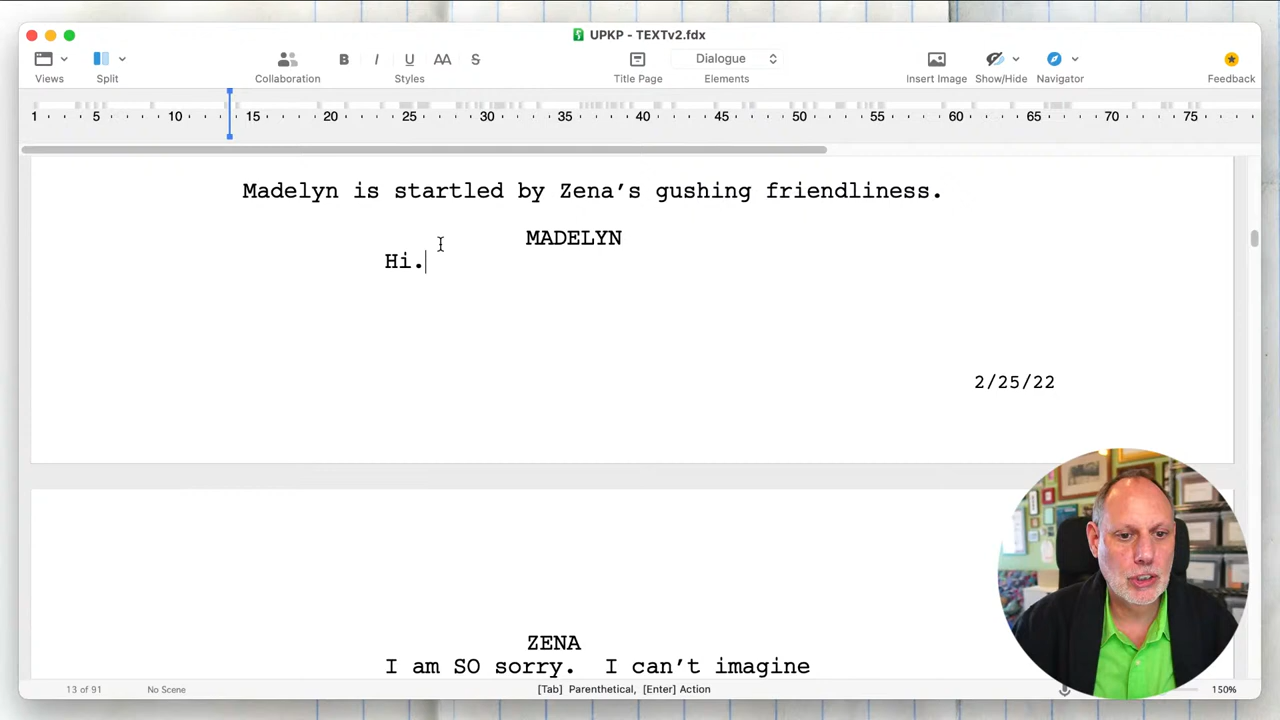 UPKP - TEXTv2.fdx
Dialogue
Views Split Collaboration B I U AA S Styles Title Page Elements Insert Image Show/Hide Navigator Feedback
1 5 10 15 20 25 30 35 40 45 50 55 60 65 70 75
Madelyn is startled by Zena’s gushing friendliness.
MADELYN
Hi.
2/25/22
ZENA
I am SO sorry.  I can’t imagine
13 of 91 No Scene [Tab] Parenthetical, [Enter] Action 150%